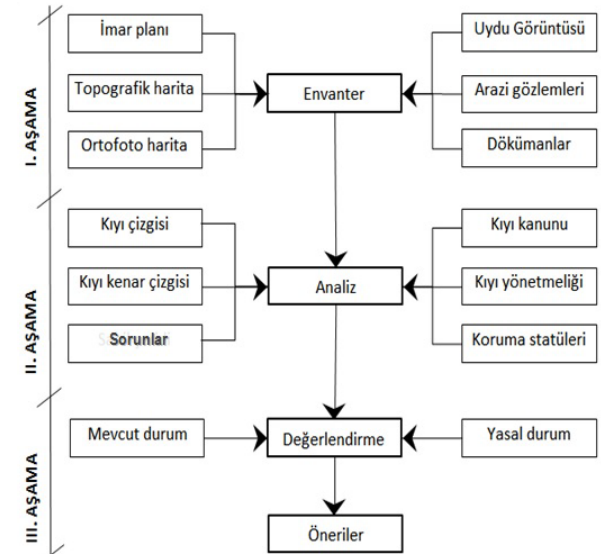 I. AŞAMA
İmar planı
Topografik harita
Ortofoto harita
Envanter
Uydu Görüntüsü
Arazi gözlemleri
Dökümanlar
II. AŞAMA
Kıyı çizgisi
Kıyı kenar çizgisi
Sorunlar
Analiz
Kıyı kanunu
Kıyı yönetmeliği
Koruma statüleri
III. AŞAMA
Mevcut durum
Değerlendirme
Yasal durum
Öneriler